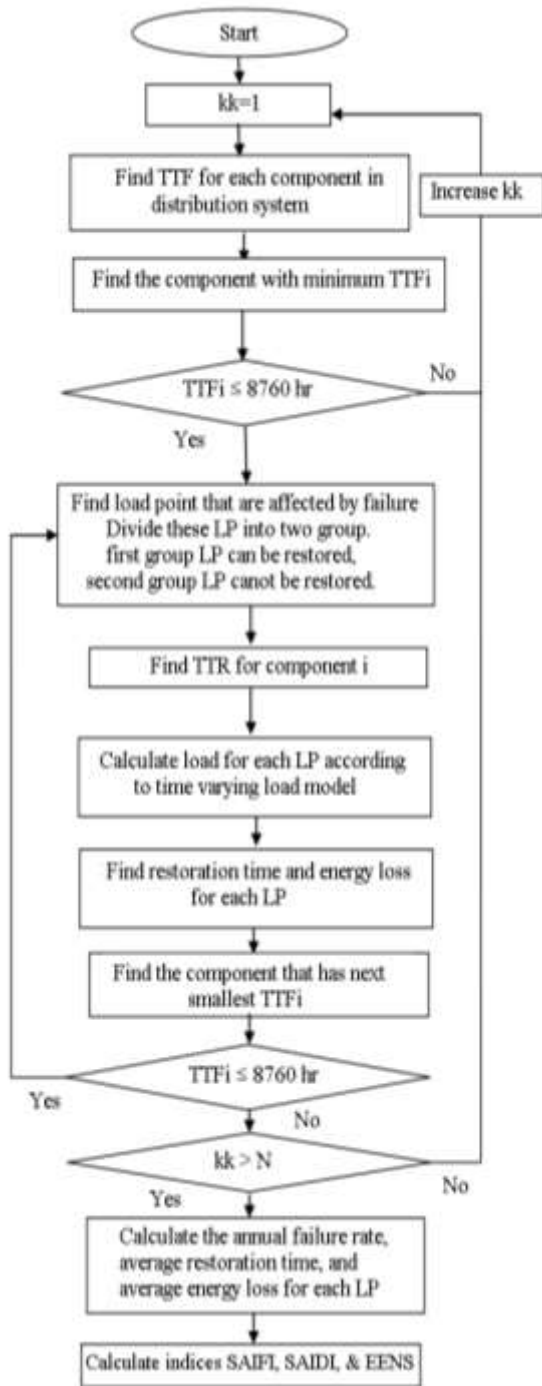 Start
kk=1
Find TTF for each component in
distribution system
Increase kk
Find the component with minimum TTFi
TTFi ≤ 8760 hr
No
Yes
Find load point that are affected by failure
Divide these LP into two group.
first group LP can be restored,
second group LP canot be restored.
Find TTR for component i
Calculate load for each LP according
to time varying load model
Find restoration time and energy loss
for each LP
Find the component that has next
smallest TTFi
TTFi ≤ 8760 hr
Yes
No
kk > N
No
Yes
Calculate the annual failure rate,
average restoration time, and
average energy loss for each LP
Calculate indices SAIFI, SAIDI, & EENS